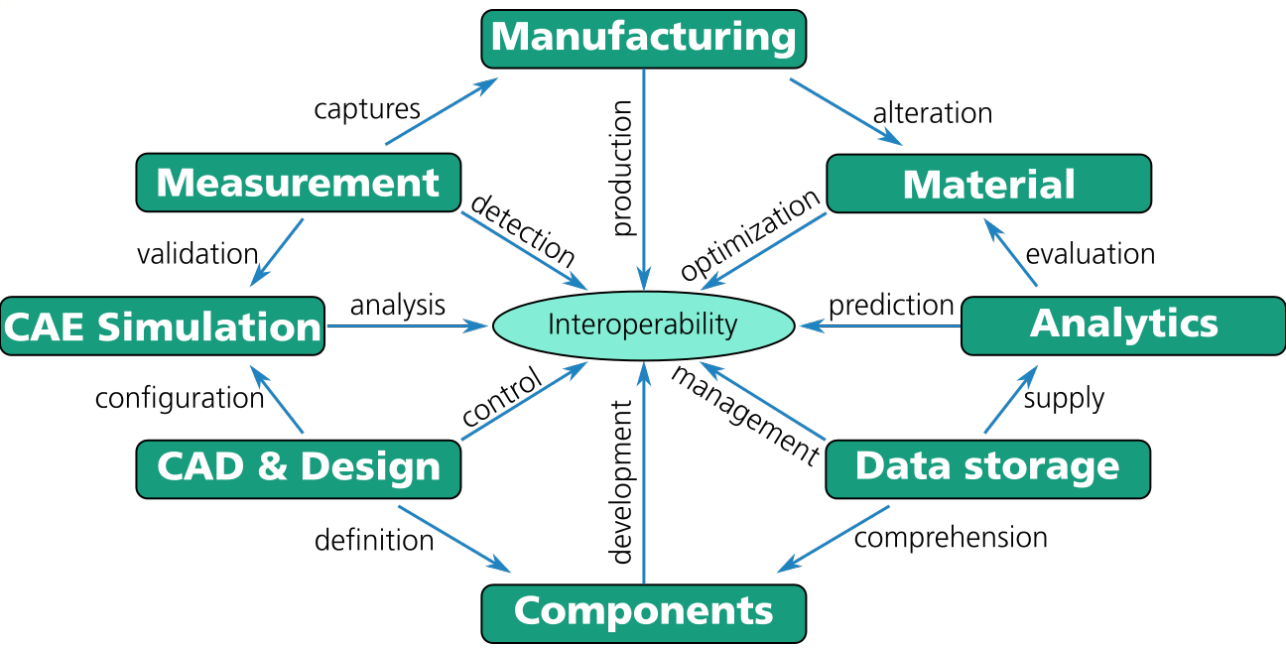 Manufacturing
captures
production
alteration
Measurement
Material
detection
optimization
validation
evaluation
CAE Simulation
analysis
Interoperability
prediction
Analytics
configuration
control
development
management
supply
CAD & Design
Data storage
definition
comprehension
Components